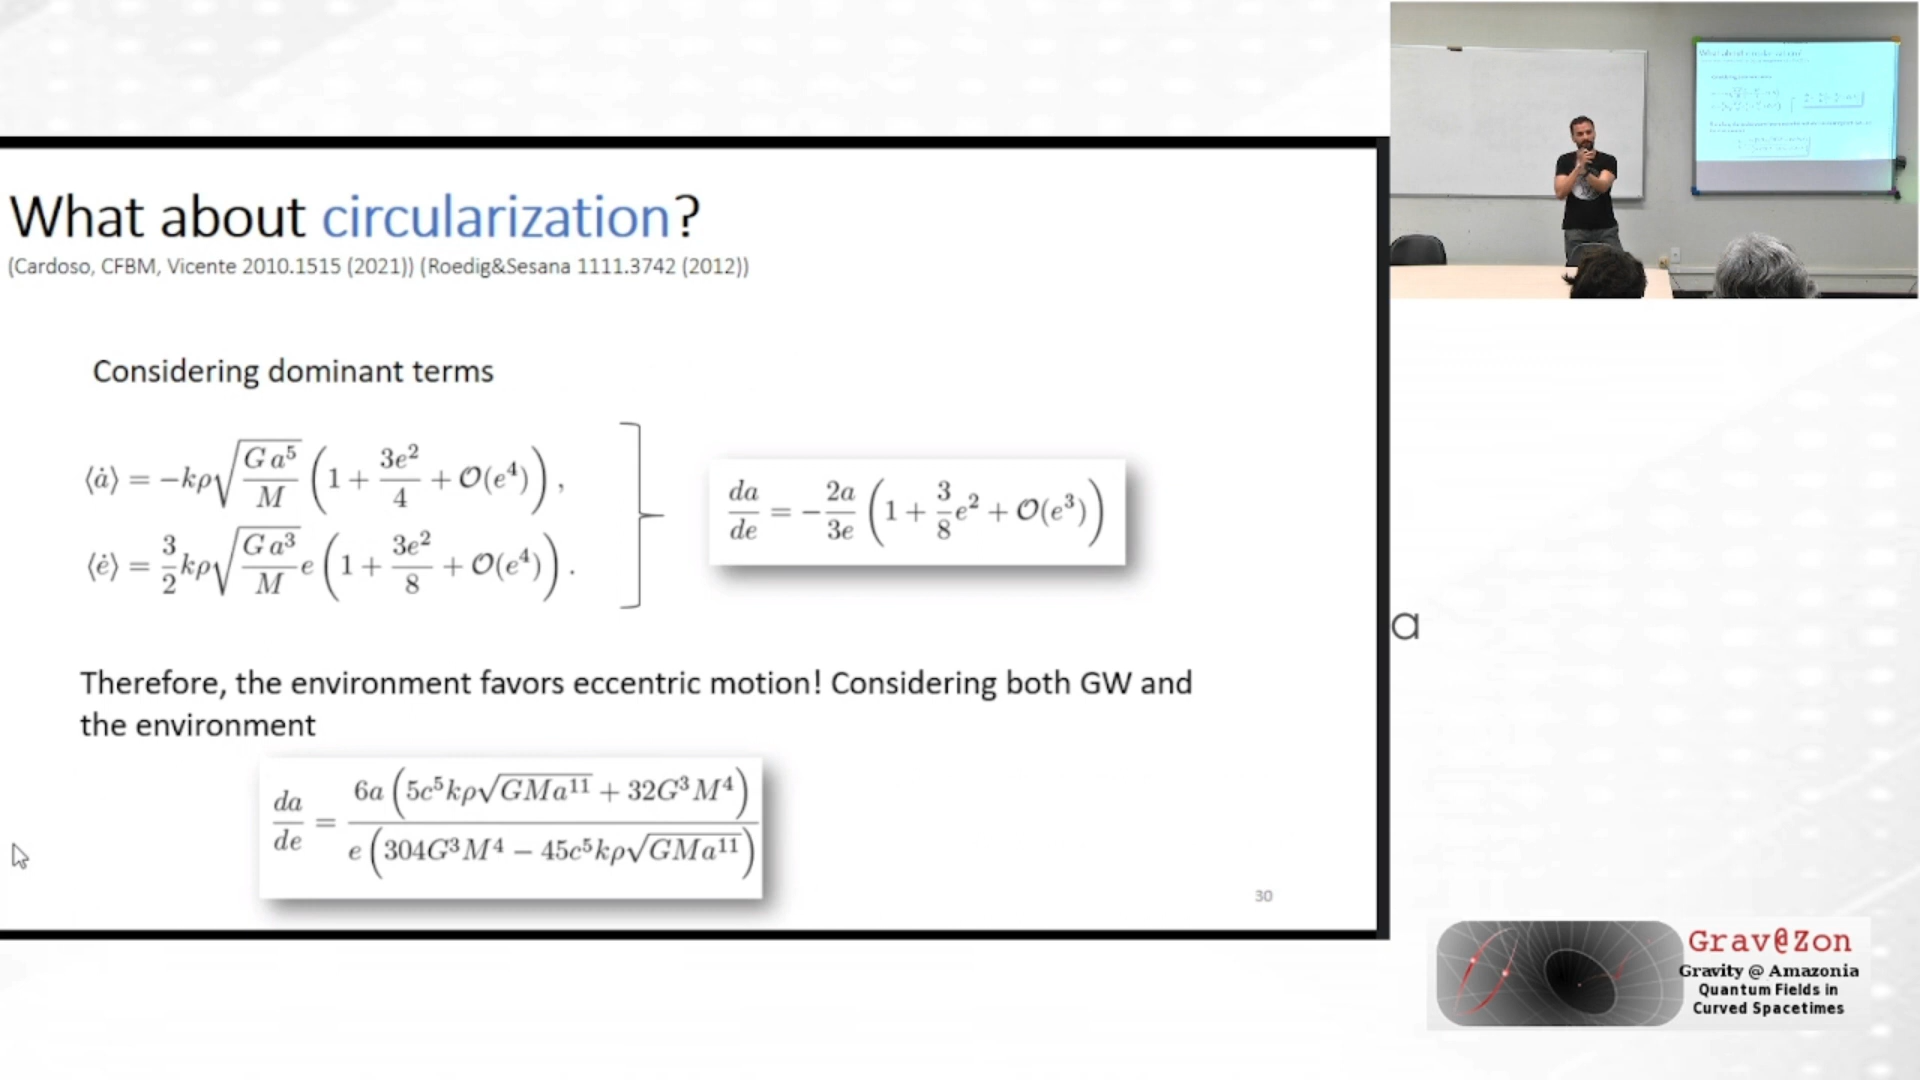 What about circularization?
(Cardoso, CFBM, Vicente 2010.1515 (2021)) (Roedig&Sesana 1111.3742 (2012))
Considering dominant terms
⟨ȧ⟩ = −kρ√(G a⁵/M) (1 + 3e²/4 + O(e⁴)),
⟨ė⟩ = 3/2 kρ√(G a³/M) e (1 + 3e²/8 + O(e⁴)).
da/de = −2a/3e (1 + 3/8 e² + O(e³))
Therefore, the environment favors eccentric motion! Considering both GW and
the environment
da/de = 6a (5c⁵kρ√(GMa¹¹) + 32G³M⁴) / e (304G³M⁴ − 45c⁵kρ√(GMa¹¹))
30
a
Grav@Zon
Gravity @ Amazonia
Quantum Fields in
Curved Spacetimes